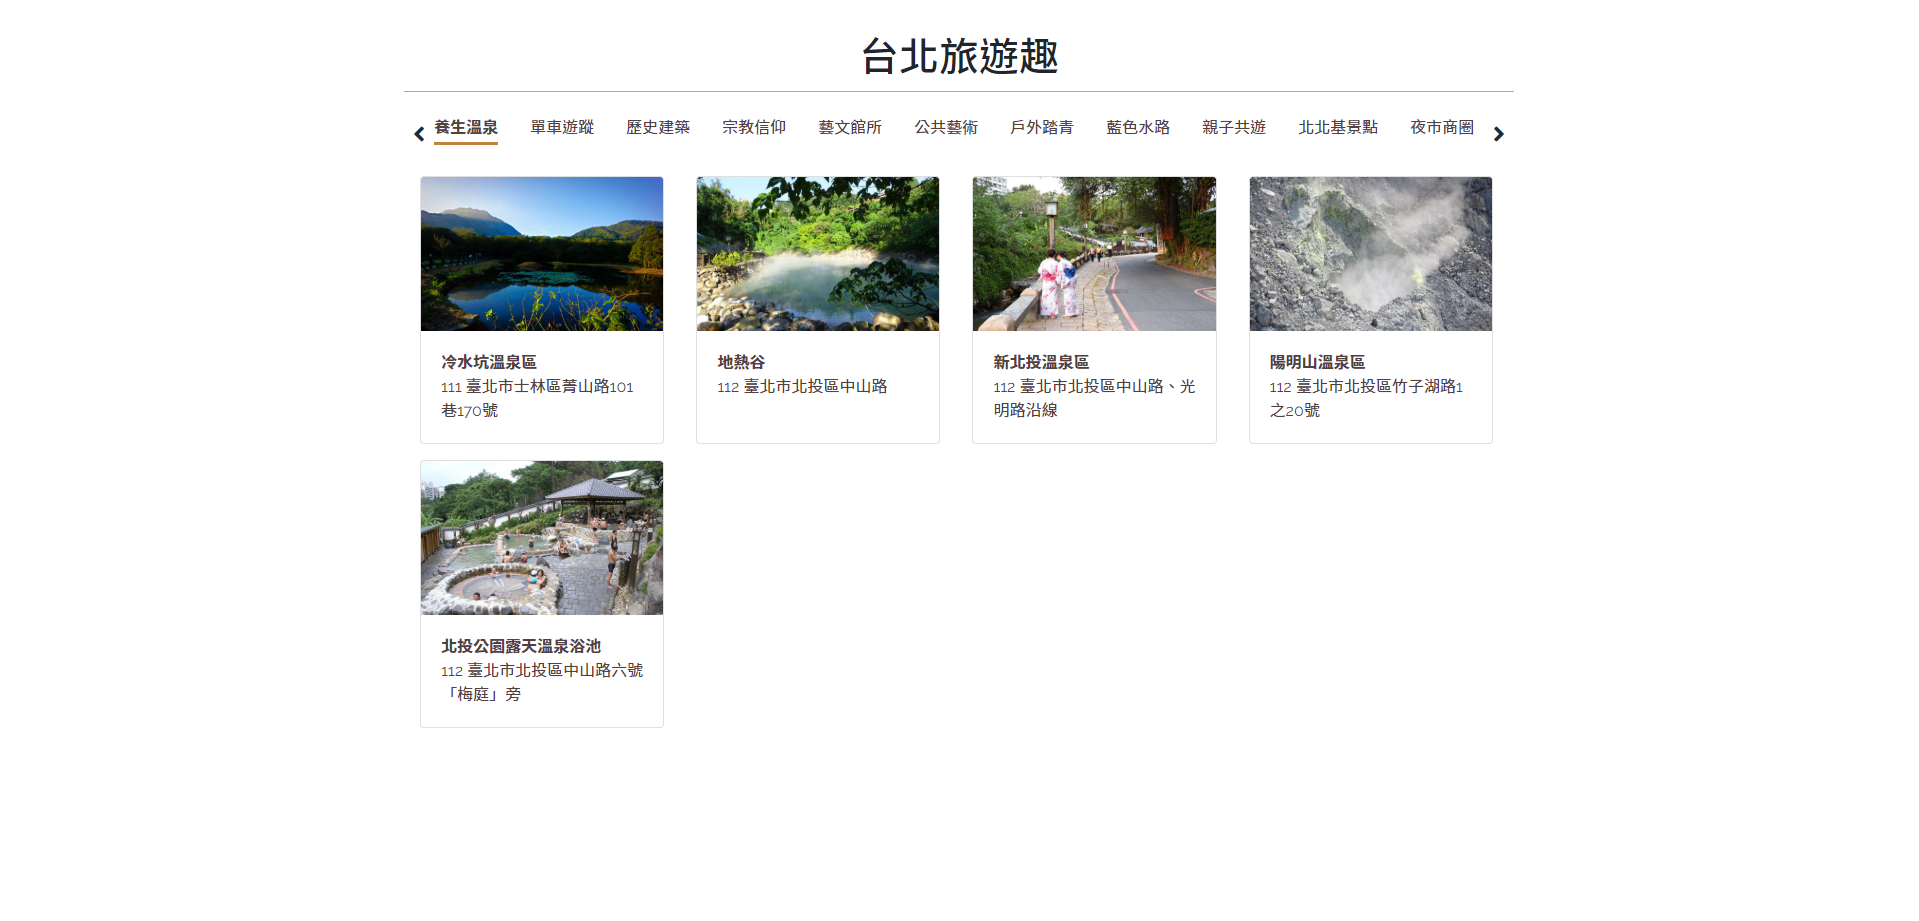 台北旅遊趣
養生溫泉 單車遊蹤 歷史建築 宗教信仰 藝文館所 公共藝術 戶外踏青 藍色水路 親子共遊 北北基景點 夜市商圈
冷水坑溫泉區
111 臺北市士林區菁山路101
巷170號
地熱谷
112 臺北市北投區中山路
新北投溫泉區
112 臺北市北投區中山路、光
明路沿線
陽明山溫泉區
112 臺北市北投區竹子湖路1
之20號
北投公園露天溫泉浴池
112 臺北市北投區中山路六號
「梅庭」旁